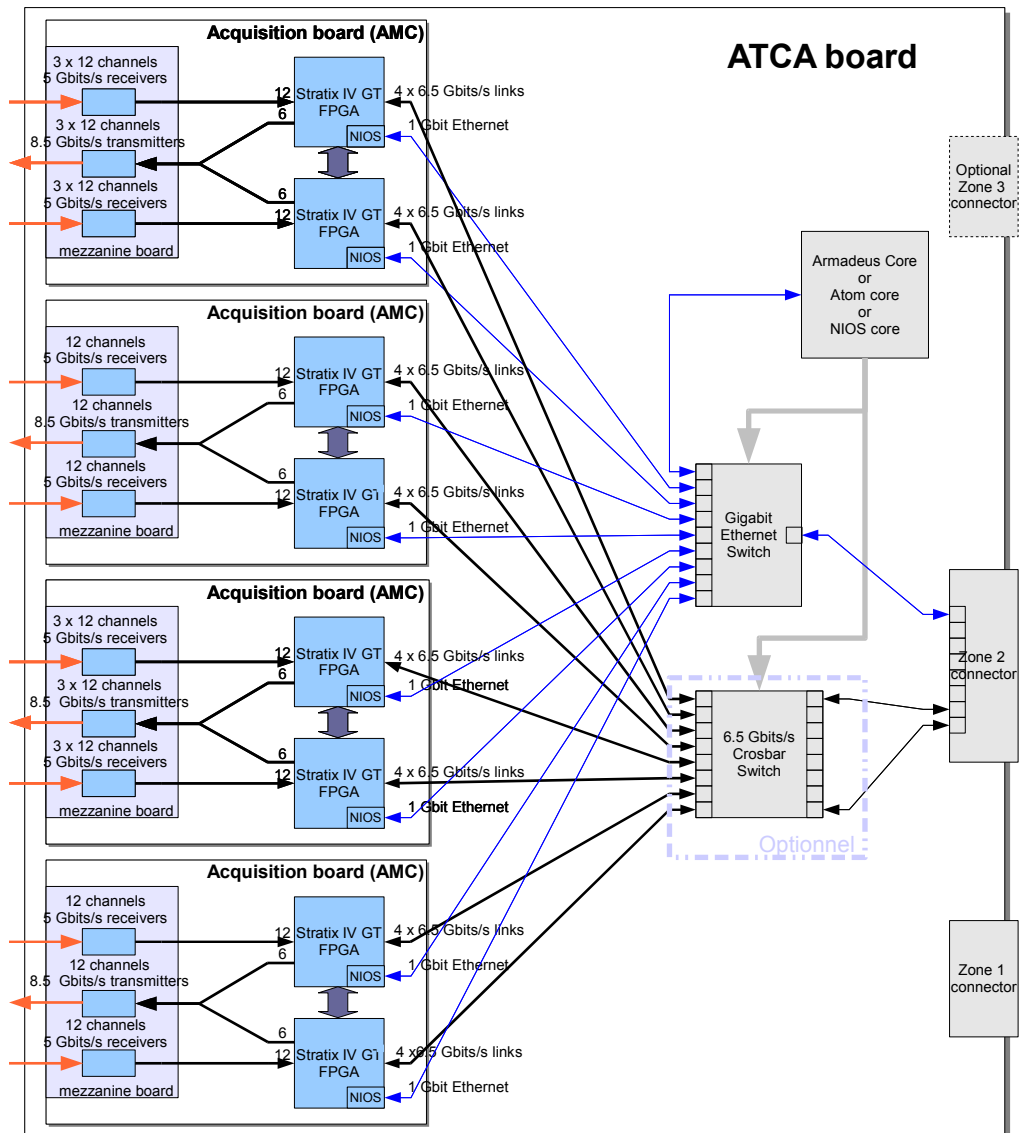 ATCA board
Acquisition board (AMC)
3 x 12 channels
5 Gbits/s receivers
3 x 12 channels
8.5 Gbits/s transmitters
3 x 12 channels
5 Gbits/s receivers
mezzanine board
12
6
Stratix IV GT
FPGA
NIOS
6
12
Stratix IV GT
FPGA
NIOS
4 x 6.5 Gbits/s links
1 Gbit Ethernet
4 x 6.5 Gbits/s links
1 Gbit Ethernet
Acquisition board (AMC)
12 channels
5 Gbits/s receivers
12 channels
8.5 Gbits/s transmitters
12 channels
5 Gbits/s receivers
mezzanine board
12
6
Stratix IV GT
FPGA
NIOS
6
12
Stratix IV GT
FPGA
NIOS
4 x 6.5 Gbits/s links
1 Gbit Ethernet
4 x 6.5 Gbits/s links
1 Gbit Ethernet
Acquisition board (AMC)
3 x 12 channels
5 Gbits/s receivers
3 x 12 channels
8.5 Gbits/s transmitters
3 x 12 channels
5 Gbits/s receivers
mezzanine board
12
6
Stratix IV GT
FPGA
NIOS
6
12
Stratix IV GT
FPGA
NIOS
4 x 6.5 Gbits/s links
1 Gbit Ethernet
4 x 6.5 Gbits/s links
1 Gbit Ethernet
Acquisition board (AMC)
12 channels
5 Gbits/s receivers
12 channels
8.5 Gbits/s transmitters
12 channels
5 Gbits/s receivers
mezzanine board
12
6
Stratix IV GT
FPGA
NIOS
6
12
Stratix IV GT
FPGA
NIOS
4 x 6.5 Gbits/s links
1 Gbit Ethernet
4 x6.5 Gbits/s links
1 Gbit Ethernet
Optional
Zone 3
connector
Armadeus Core
or
Atom core
or
NIOS core
Gigabit
Ethernet
Switch
Zone 2
connector
6.5 Gbits/s
Crosbar
Switch
Optionnel
Zone 1
connector